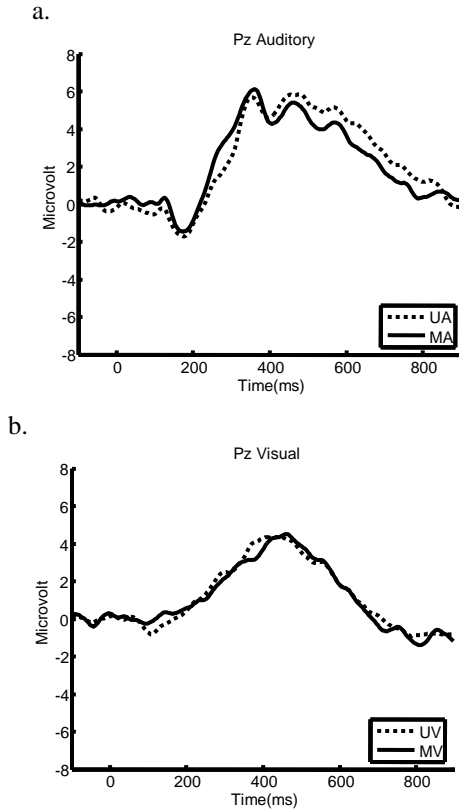 a.
Pz Auditory
8
6
4
2
0
-2
-4
-6
-8
Microvolt
0 200 400 600 800
Time(ms)
UA
MA
b.
Pz Visual
8
6
4
2
0
-2
-4
-6
-8
Microvolt
0 200 400 600 800
Time(ms)
UV
MV